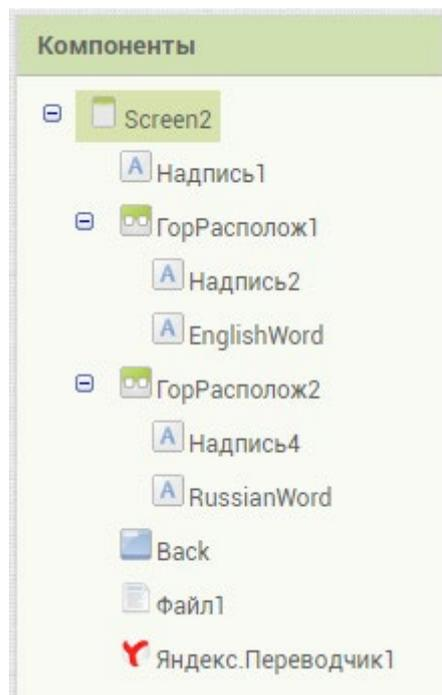 Компоненты
Screen2
A Надпись1
ГорРасполож1
A Надпись2
A EnglishWord
ГорРасполож2
A Надпись4
A RussianWord
Back
Файл1
Яндекс.Переводчик1